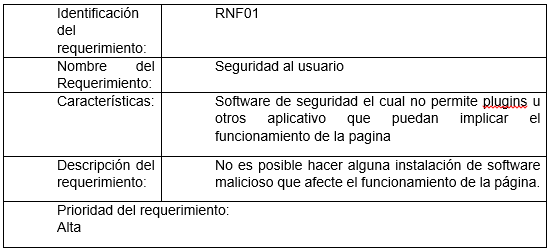 Identificación RNF01
del
requerimiento:
Nombre del Seguridad al usuario
Requerimiento:
Características: Software de seguridad el cual no permite plugins u
otros aplicativo que puedan implicar el
funcionamiento de la pagina
Descripción del No es posible hacer alguna instalación de software
requerimiento: malicioso que afecte el funcionamiento de la página.
Prioridad del requerimiento:
Alta